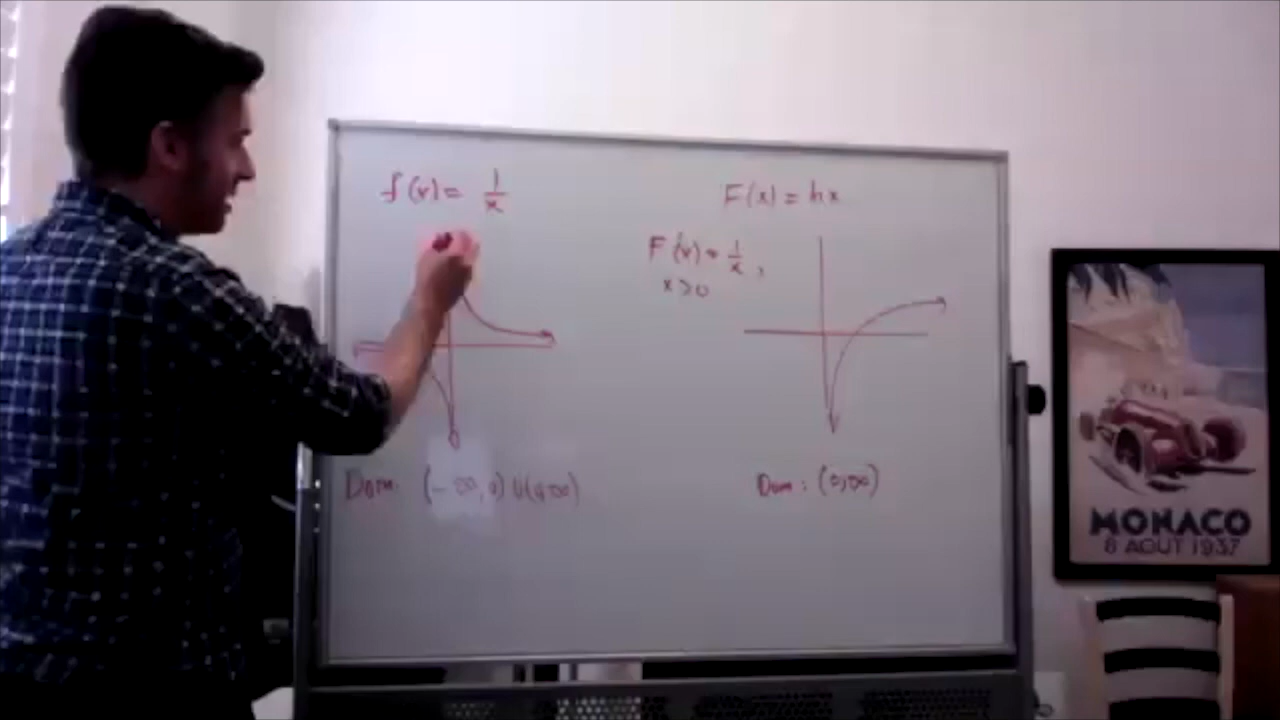 f(x) = 1/x
F(x) = ln x
F'(x) = 1/x,
x > 0
Dom: (-∞, 0) ∪ (0, ∞)
Dom: (0, ∞)
MONACO
8 AOUT 1937